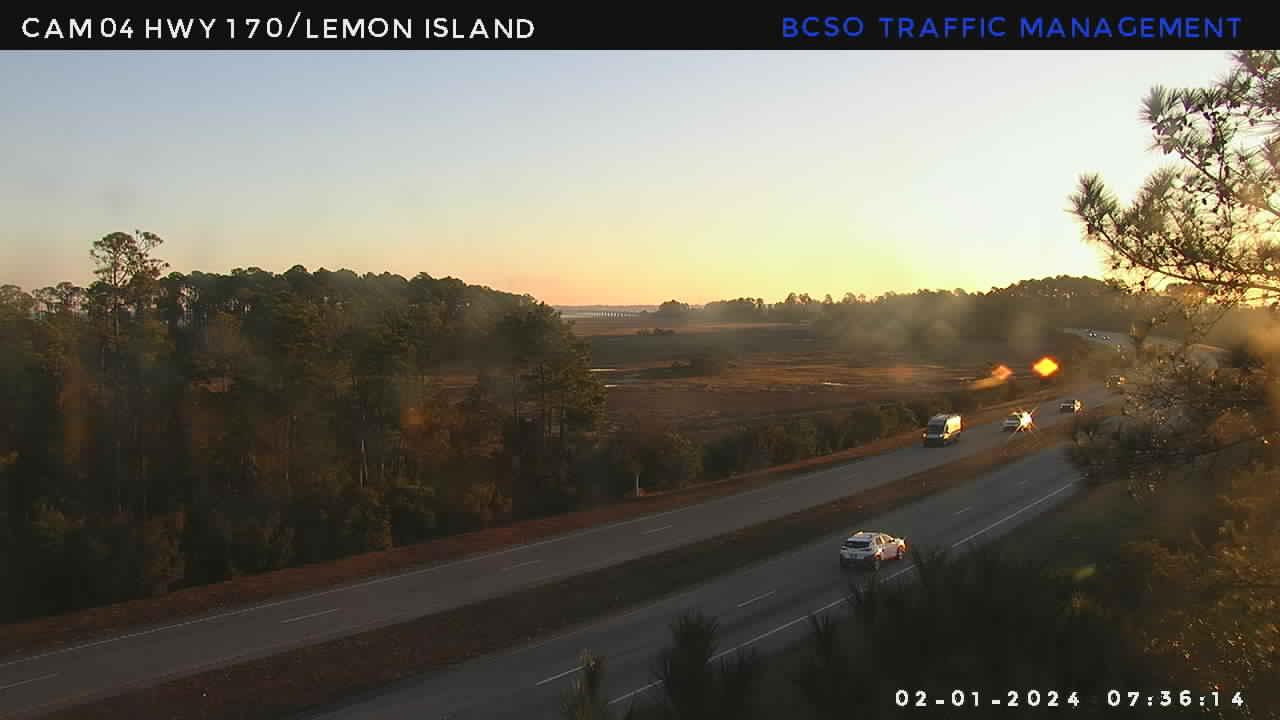 CAM04 HWY170/LEMON ISLAND
BCSO TRAFFIC MANAGEMENT
02-01-2024 07:36:14